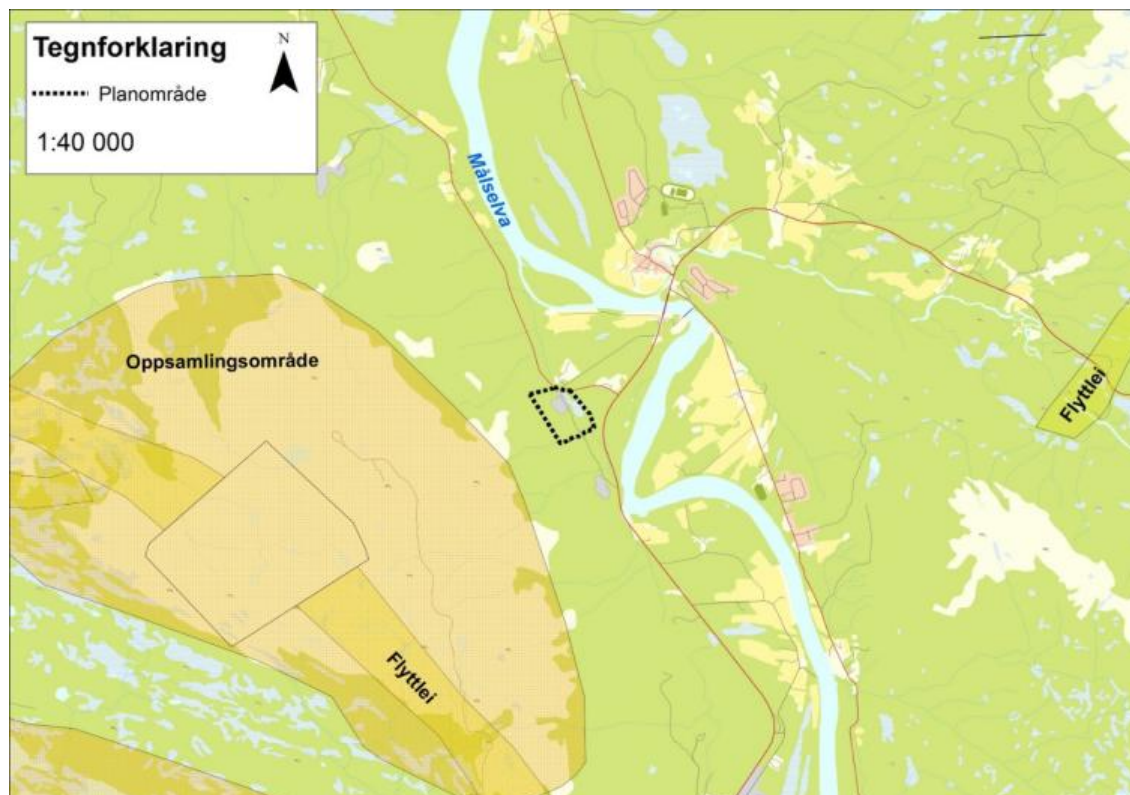 Tegnforklaring
N
Planområde
1:40 000
Målselva
Oppsamlingsområde
Flyttlei
Flyttlei